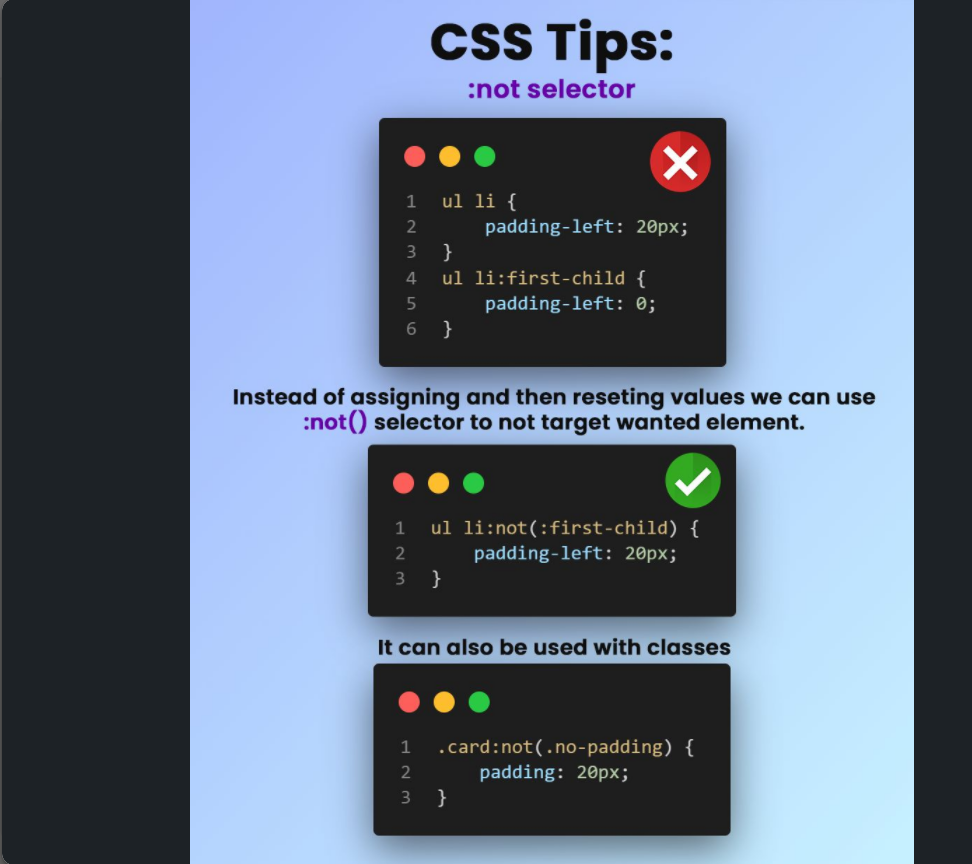 CSS Tips:
:not selector
1 ul li {
2     padding-left: 20px;
3 }
4 ul li:first-child {
5     padding-left: 0;
6 }
Instead of assigning and then reseting values we can use
:not() selector to not target wanted element.
1 ul li:not(:first-child) {
2     padding-left: 20px;
3 }
It can also be used with classes
1 .card:not(.no-padding) {
2     padding: 20px;
3 }